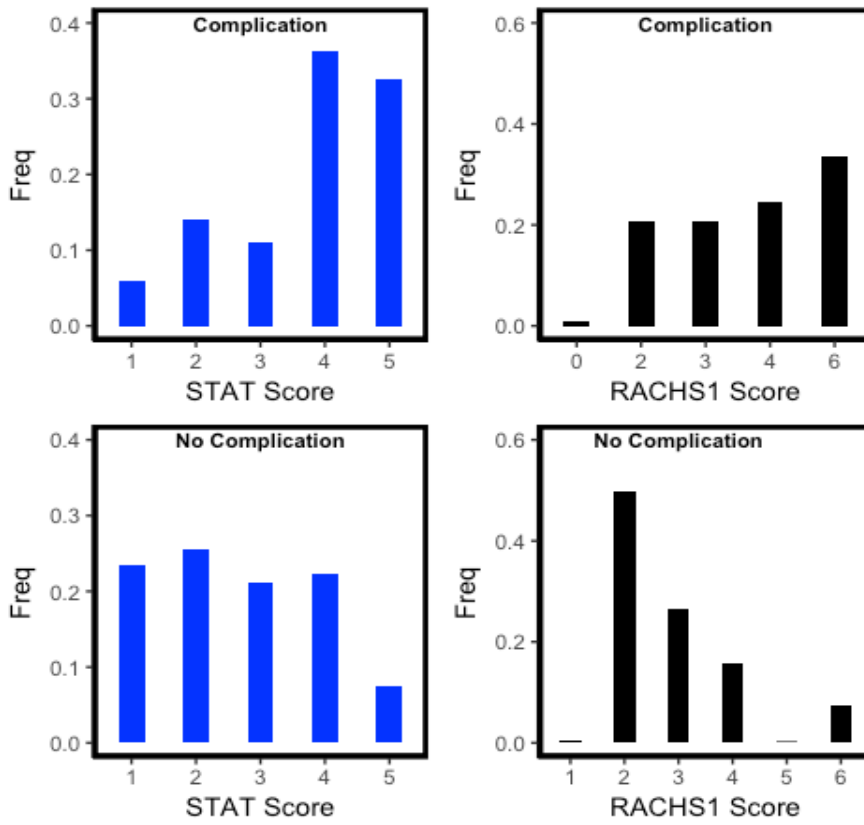 Complication
Freq
0.4
0.3
0.2
0.1
0.0
1 2 3 4 5
STAT Score
Complication
Freq
0.6
0.4
0.2
0.0
0 2 3 4 6
RACHS1 Score
No Complication
Freq
0.4
0.3
0.2
0.1
0.0
1 2 3 4 5
STAT Score
No Complication
Freq
0.6
0.4
0.2
0.0
1 2 3 4 5 6
RACHS1 Score